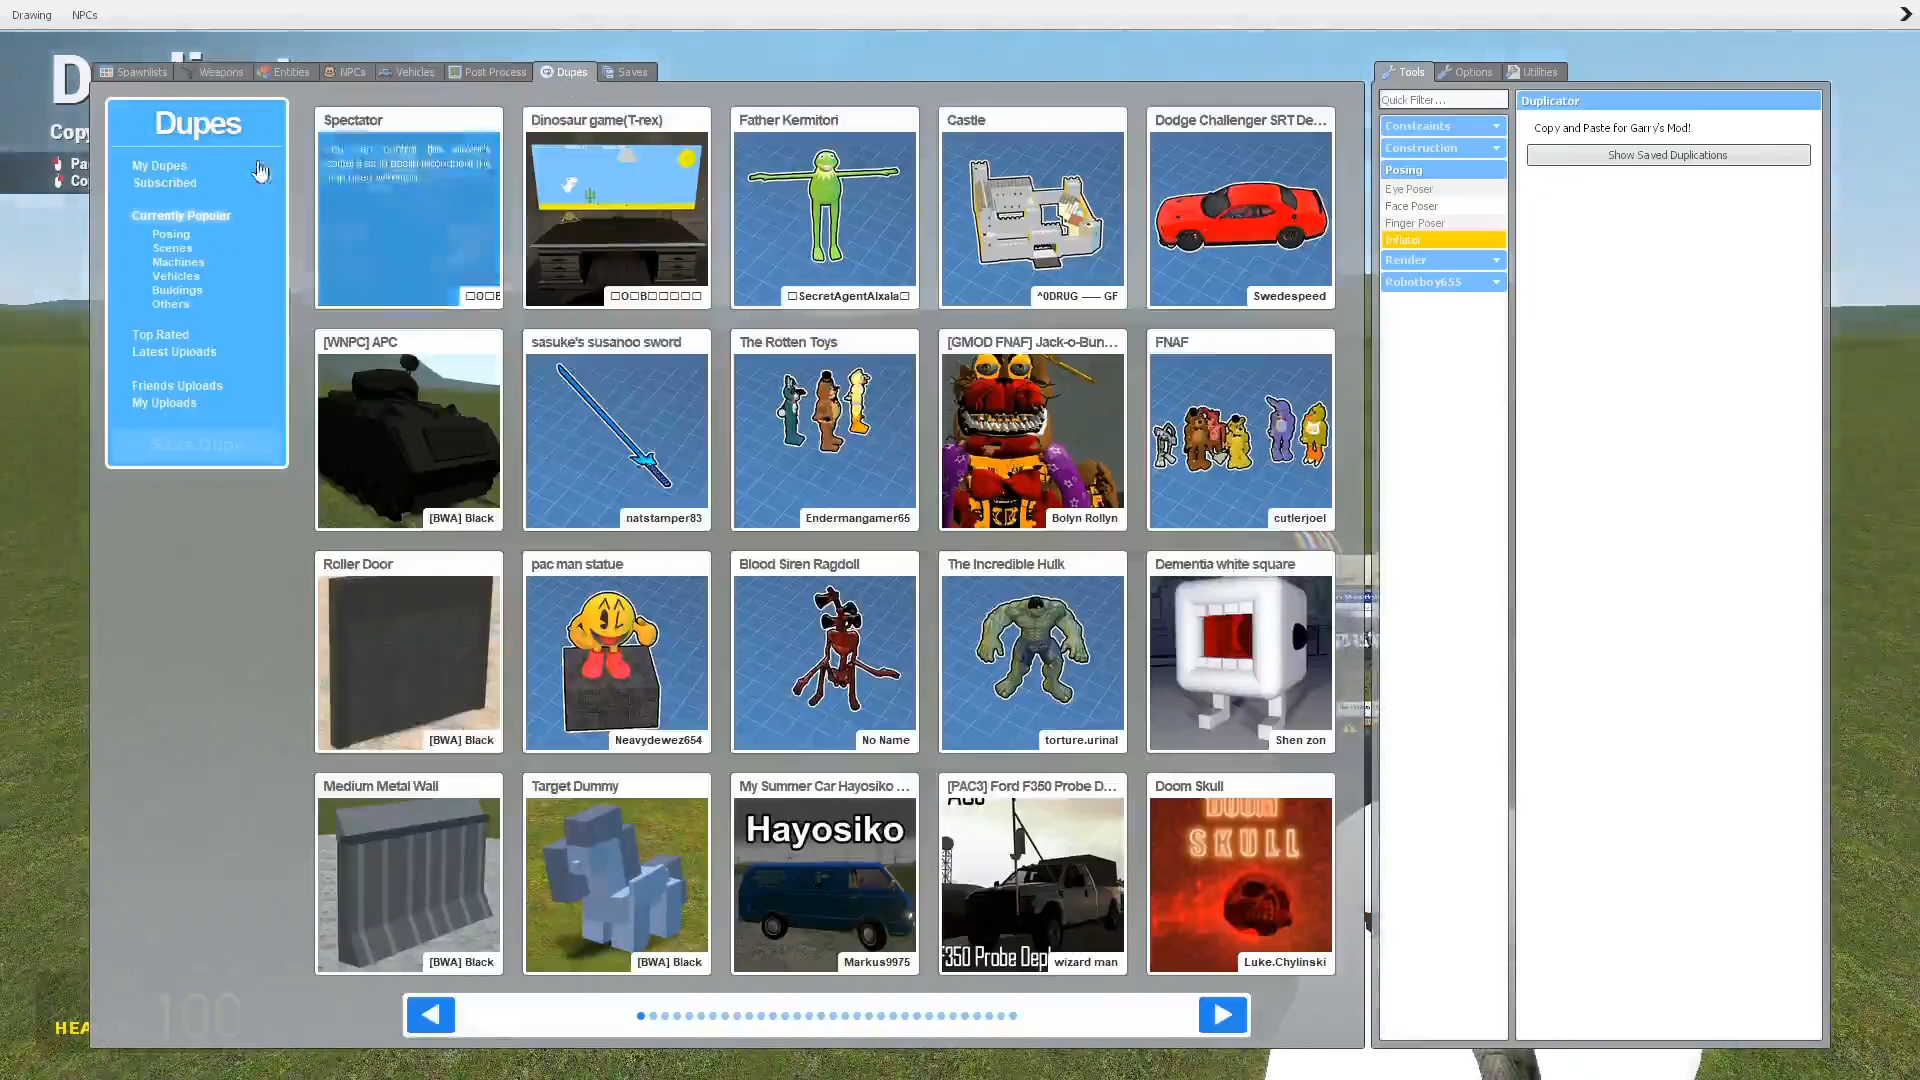 Drawing NPCs
Spawnlists Weapons Entities NPCs Vehicles Post Process Dupes Saves
Tools Options Utilities
Dupes
My Dupes
Subscribed
Currently Popular
Posing
Scenes
Machines
Vehicles
Buildings
Others
Top Rated
Latest Uploads
Friends Uploads
My Uploads
Save Dupe...
Spectator
Dinosaur game(T-rex)
Father Kermitori
□SecretAgentAlxala□
Castle
^0DRUG —— GF
Dodge Challenger SRT De...
Swedespeed
[WNPC] APC
[BWA] Black
sasuke's susanoo sword
natstamper83
The Rotten Toys
Endermangamer65
[GMOD FNAF] Jack-o-Bun...
Bolyn Rollyn
FNAF
cutlerjoel
Roller Door
[BWA] Black
pac man statue
Neavydewez654
Blood Siren Ragdoll
No Name
The Incredible Hulk
torture.urinal
Dementia white square
Shen zon
Medium Metal Wall
[BWA] Black
Target Dummy
[BWA] Black
My Summer Car Hayosiko ...
Hayosiko
Markus9975
[PAC3] Ford F350 Probe D...
F350 Probe Dep
wizard man
Doom Skull
DOOM
SKULL
Luke.Chylinski
Quick Filter...
Constraints
Construction
Posing
Eye Poser
Face Poser
Finger Poser
Inflator
Render
Robotboy655
Duplicator
Copy and Paste for Garry's Mod!
Show Saved Duplications
100